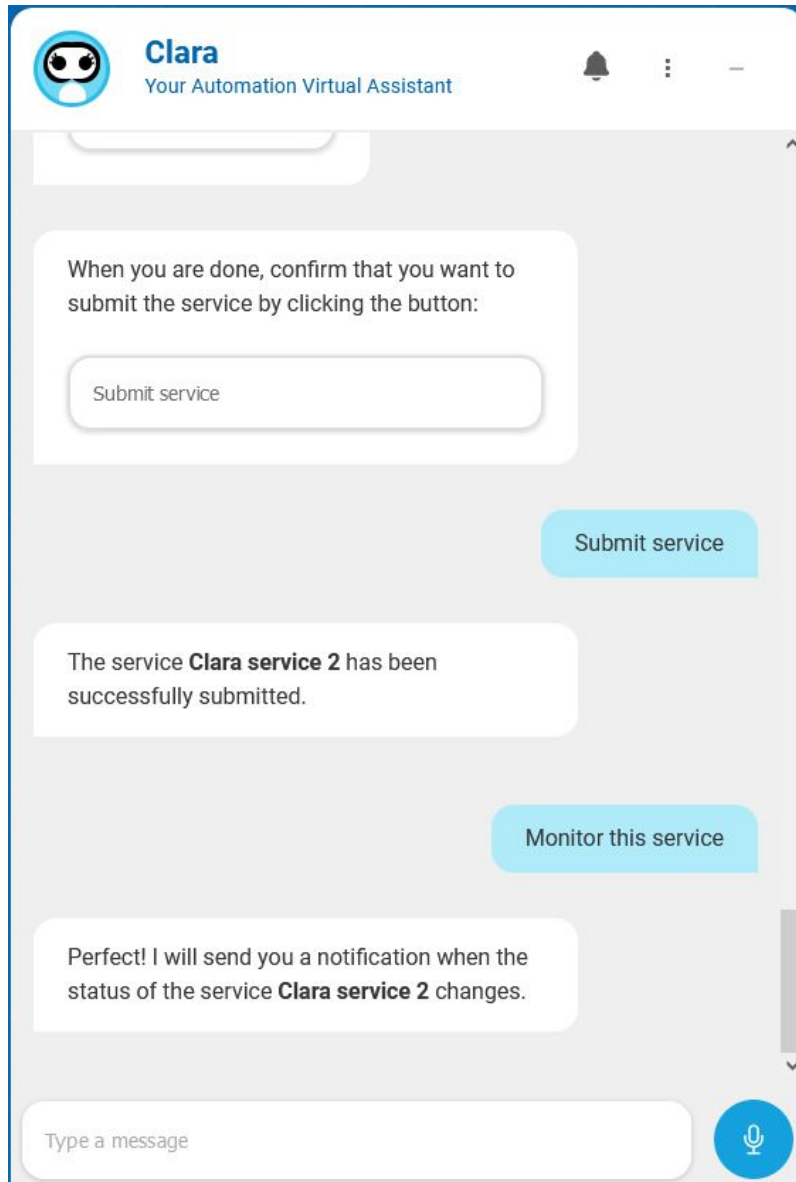 Clara
Your Automation Virtual Assistant
When you are done, confirm that you want to
submit the service by clicking the button:
Submit service
Submit service
The service Clara service 2 has been
successfully submitted.
Monitor this service
Perfect! I will send you a notification when the
status of the service Clara service 2 changes.
Type a message